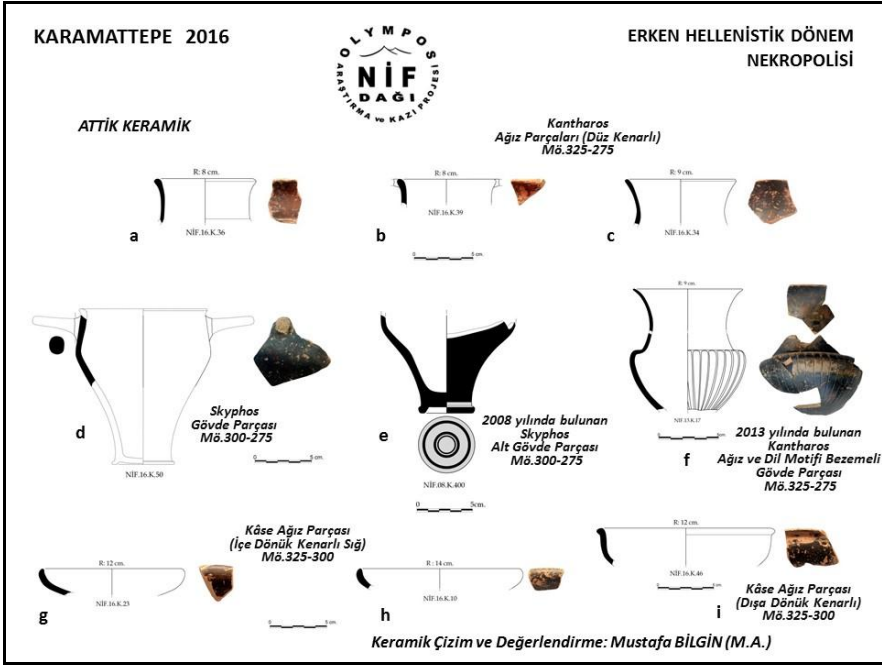 KARAMATTEPE 2016
OLYMPOS
NİF
DAĞI
ARAŞTIRMA ve KAZI PROJESİ
ERKEN HELLENİSTİK DÖNEM
NEKROPOLİSİ
ATTİK KERAMİK
Kantharos
Ağız Parçaları (Düz Kenarlı)
Mö.325-275
R: 8 cm.
a
NİF.16.K.36
R: 8 cm.
b
NİF.16.K.39
0 5cm.
R: 9 cm.
c
NİF.16.K.34
d
Skyphos
Gövde Parçası
Mö.300-275
0 5 cm.
NİF.16.K.50
e
2008 yılında bulunan
Skyphos
Alt Gövde Parçası
Mö.300-275
NİF.08.K.400
0 5cm.
R: 9 cm.
NİF.13.K.17
f
2013 yılında bulunan
Kantharos
Ağız ve Dil Motifi Bezemeli
Gövde Parçası
Mö.325-275
Kâse Ağız Parçası
(İçe Dönük Kenarlı Sığ)
Mö.325-300
R: 12 cm.
g
NİF.16.K.23
0 5cm.
R: 14 cm.
h
NİF.16.K.10
R: 12 cm.
NİF.16.K.46
i
Kâse Ağız Parçası
(Dışa Dönük Kenarlı)
Mö.325-300
Keramik Çizim ve Değerlendirme: Mustafa BİLGİN (M.A.)